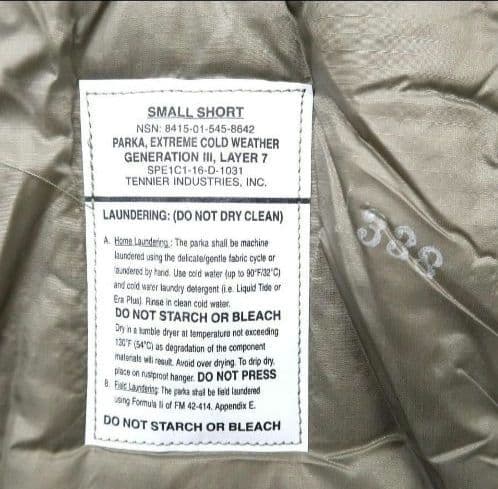 SMALL SHORT
NSN: 8415-01-545-8642
PARKA, EXTREME COLD WEATHER
GENERATION III, LAYER 7
SPE1C1-16-D-1031
TENNIER INDUSTRIES, INC.
LAUNDERING: (DO NOT DRY CLEAN)
A. Home Laundering: The parka shall be machine
laundered using the delicate/gentle fabric cycle or
laundered by hand. Use cold water (up to 90°F/32°C)
and cold water laundry detergent (i.e. Liquid Tide or
Era Plus). Rinse in clean cold water.
DO NOT STARCH OR BLEACH
Dry in a tumble dryer at temperature not exceeding
130°F (54°C) as degradation of the component
materials will result. Avoid over drying. To drip dry,
place on rustproof hanger. DO NOT PRESS
B. Field Laundering: The parka shall be field laundered
using Formula II of FM 42-414. Appendix E.
DO NOT STARCH OR BLEACH
388